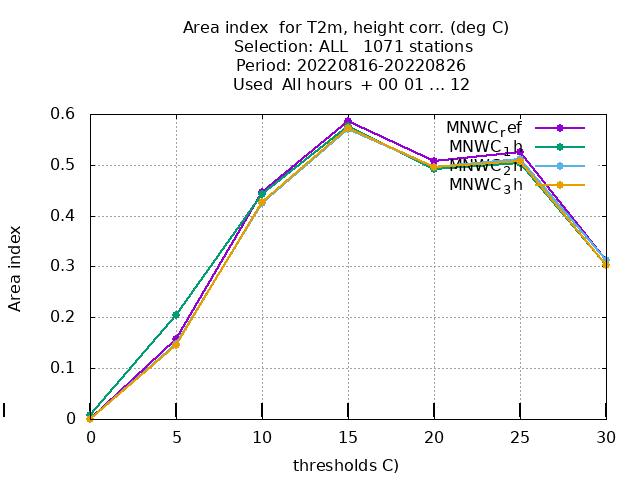 Area index  for T2m, height corr. (deg C)
Selection: ALL   1071 stations
Period: 20220816-20220826
Used  All hours  + 00 01 ... 12
0.6
0.5
0.4
0.3
0.2
0.1
0
Area index
MNWC_ref
MNWC_1h
MNWC_2h
MNWC_3h
0 5 10 15 20 25 30
thresholds C)